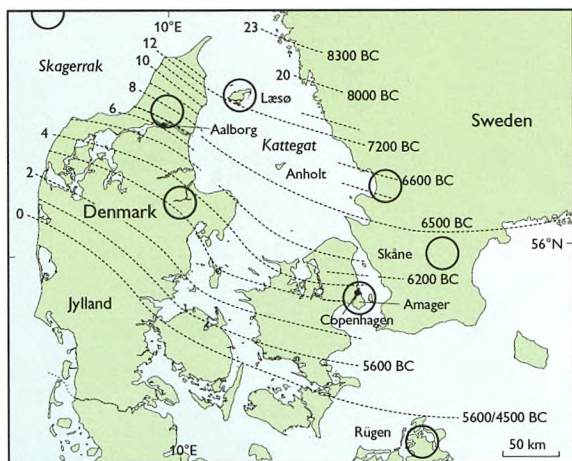 10°E
23
12
10
8
6
4
2
0
20
Skagerrak
Læsø
Aalborg
Kattegat
Anholt
Denmark
Jylland
Sweden
Skåne
Copenhagen
Amager
Rügen
8300 BC
8000 BC
7200 BC
6600 BC
6500 BC
56°N
6200 BC
5600 BC
5600/4500 BC
10°E
50 km